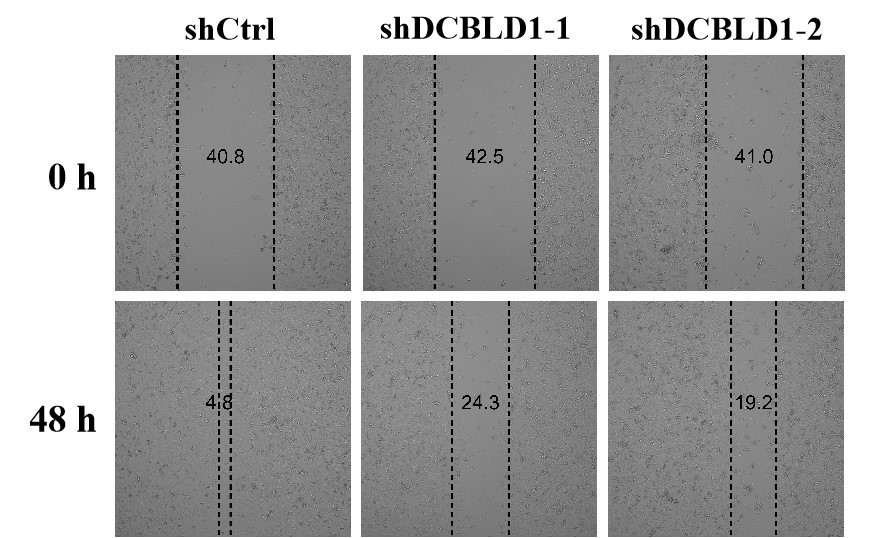 shCtrl shDCBLD1-1 shDCBLD1-2
0 h 40.8 42.5 41.0
48 h 4.8 24.3 19.2